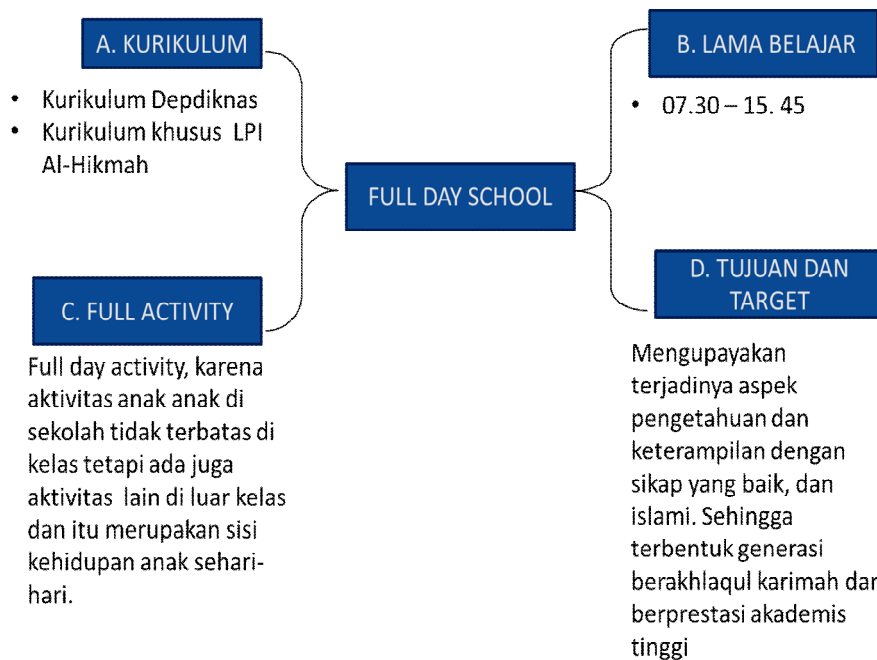 A. KURIKULUM
• Kurikulum Depdiknas
• Kurikulum khusus LPI
Al-Hikmah
B. LAMA BELAJAR
• 07.30 – 15. 45
FULL DAY SCHOOL
C. FULL ACTIVITY
Full day activity, karena
aktivitas anak anak di
sekolah tidak terbatas di
kelas tetapi ada juga
aktivitas lain di luar kelas
dan itu merupakan sisi
kehidupan anak sehari-
hari.
D. TUJUAN DAN
TARGET
Mengupayakan
terjadinya aspek
pengetahuan dan
keterampilan dengan
sikap yang baik, dan
islami. Sehingga
terbentuk generasi
berakhlaqul karimah dan
berprestasi akademis
tinggi